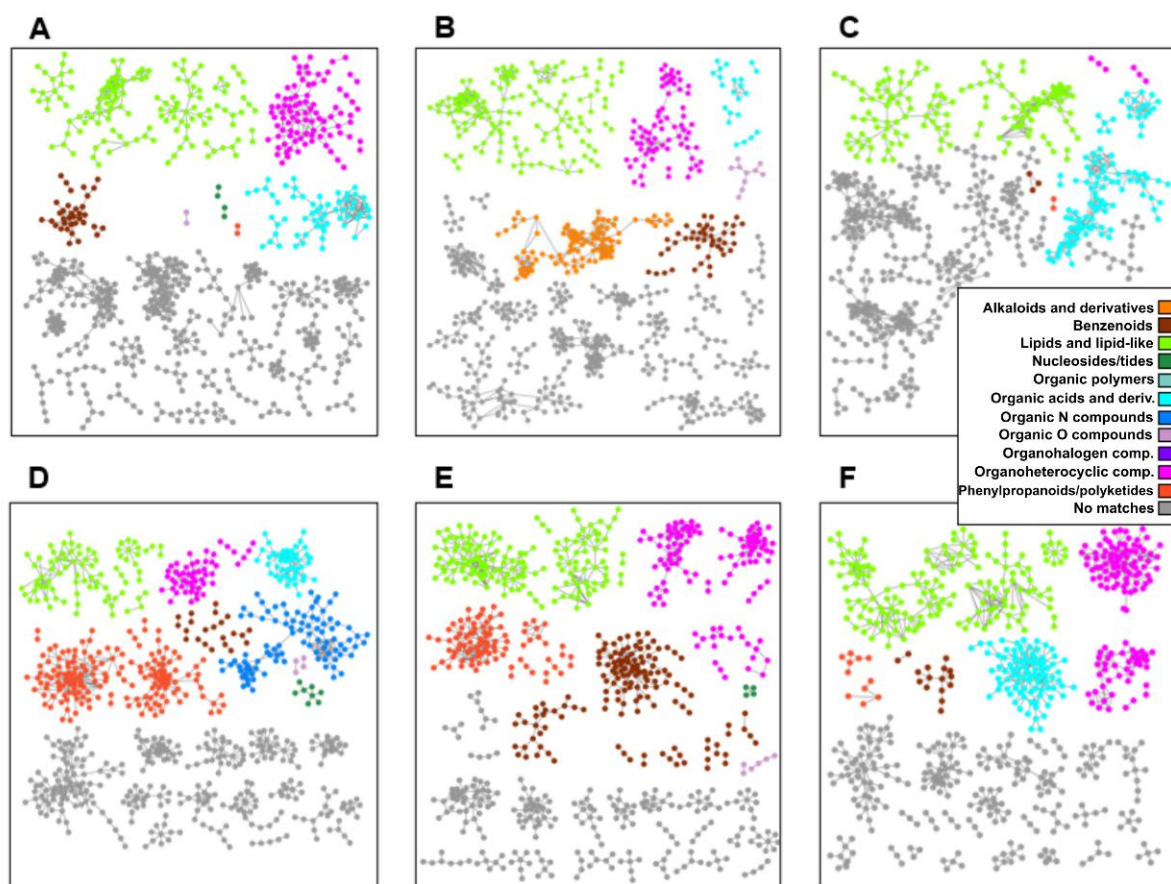 A
B
C
Alkaloids and derivatives
Benzenoids
Lipids and lipid-like
Nucleosides/tides
Organic polymers
Organic acids and deriv.
Organic N compounds
Organic O compounds
Organohalogen comp.
Organoheterocyclic comp.
Phenylpropanoids/polyketides
No matches
D
E
F